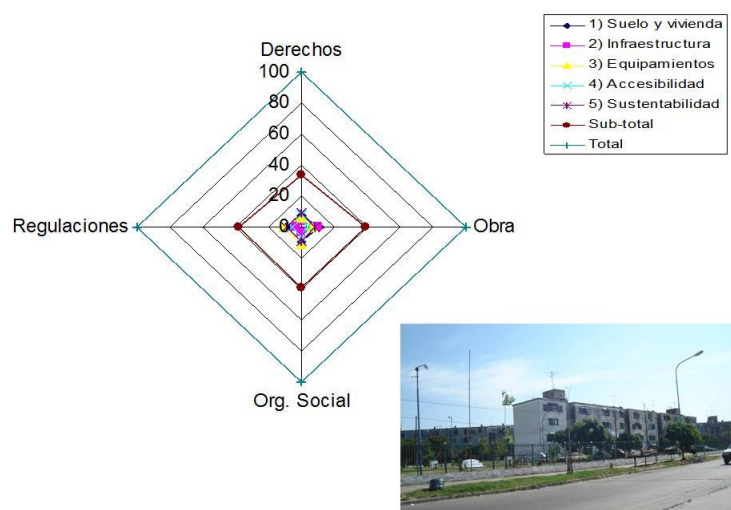 Derechos
100
80
60
40
20
0
Regulaciones
Obra
Org. Social
1) Suelo y vivienda
2) Infraestructura
3) Equipamientos
4) Accesibilidad
5) Sustentabilidad
Sub-total
Total